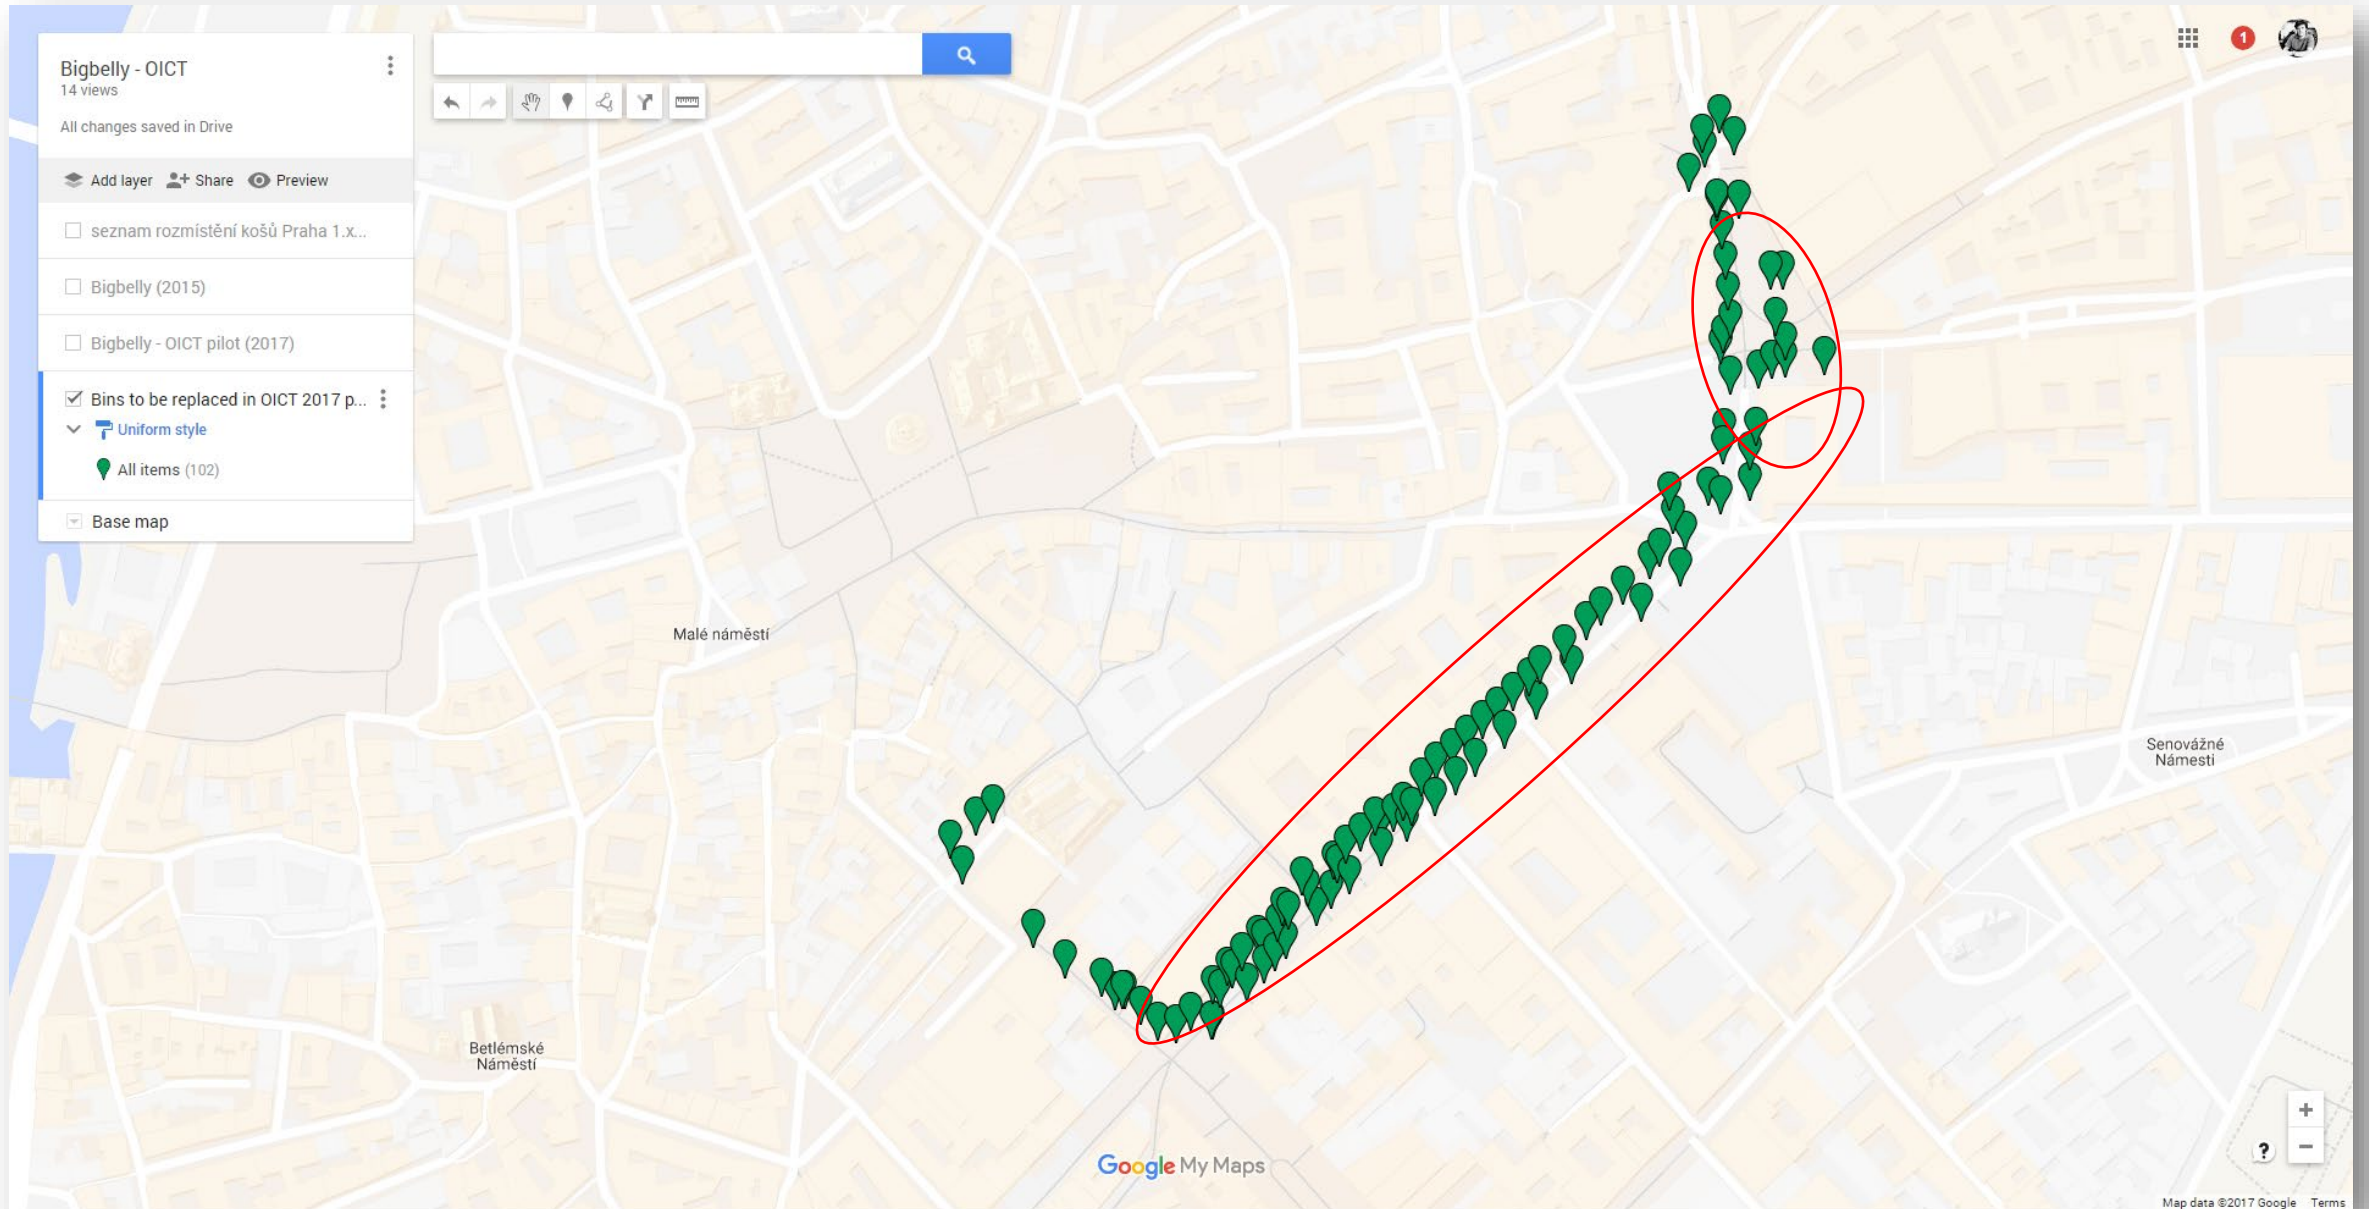 Bigbelly - OICT
14 views
All changes saved in Drive
Add layer Share Preview
seznam rozmístění košů Praha 1.x...
Bigbelly (2015)
Bigbelly - OICT pilot (2017)
Bins to be replaced in OICT 2017 p...
Uniform style
All items (102)
Base map
1
Malé náměstí
Senovážné
Námesti
Betlémské
Náměstí
Google My Maps
+
?
−
Map data ©2017 Google Terms